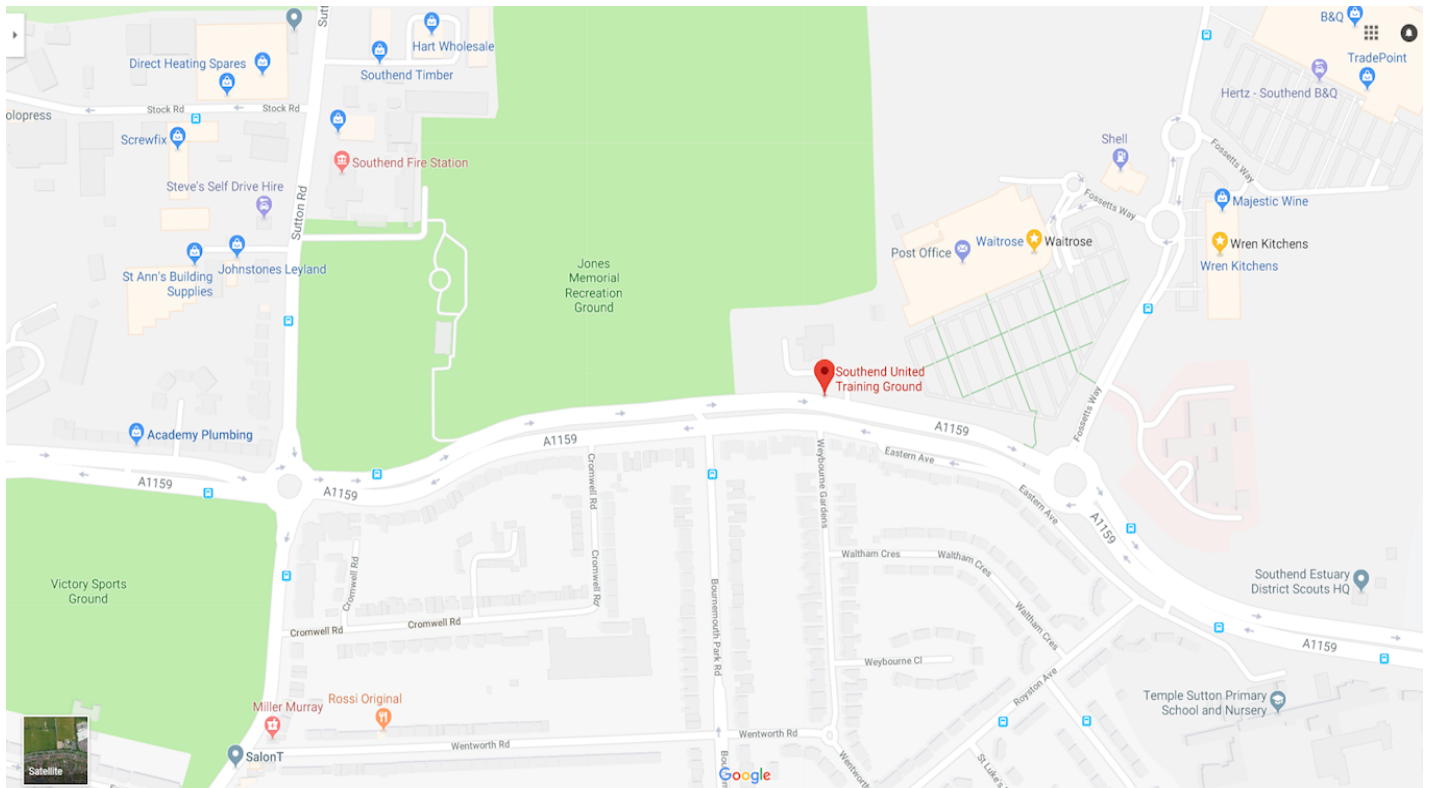 Sutt
Hart Wholesale
Direct Heating Spares
Southend Timber
B&Q
TradePoint
Hertz - Southend B&Q
olopress
Stock Rd
Stock Rd
Screwfix
Southend Fire Station
Shell
Fossetts Way
Steve's Self Drive Hire
Sutton Rd
Fossetts Way
Majestic Wine
Post Office
Waitrose
Waitrose
Wren Kitchens
Wren Kitchens
St Ann's Building
Supplies
Johnstones Leyland
Jones
Memorial
Recreation
Ground
Southend United
Training Ground
Fossetts Way
Academy Plumbing
A1159
A1159
A1159
A1159
Eastern Ave
Cromwell Rd
Weybourne Gardens
Eastern Ave
A1159
Waltham Cres
Waltham Cres
Waltham Cres
Victory Sports
Ground
Cromwell Rd
Cromwell Rd
Cromwell Rd
Cromwell Rd
Bournemouth Park Rd
Southend Estuary
District Scouts HQ
A1159
Weybourne Cl
Royston Ave
Temple Sutton Primary
School and Nursery
Miller Murray
Rossi Original
SalonT
Wentworth Rd
Wentworth Rd
Wentworth
St Luke's
Satellite
Google